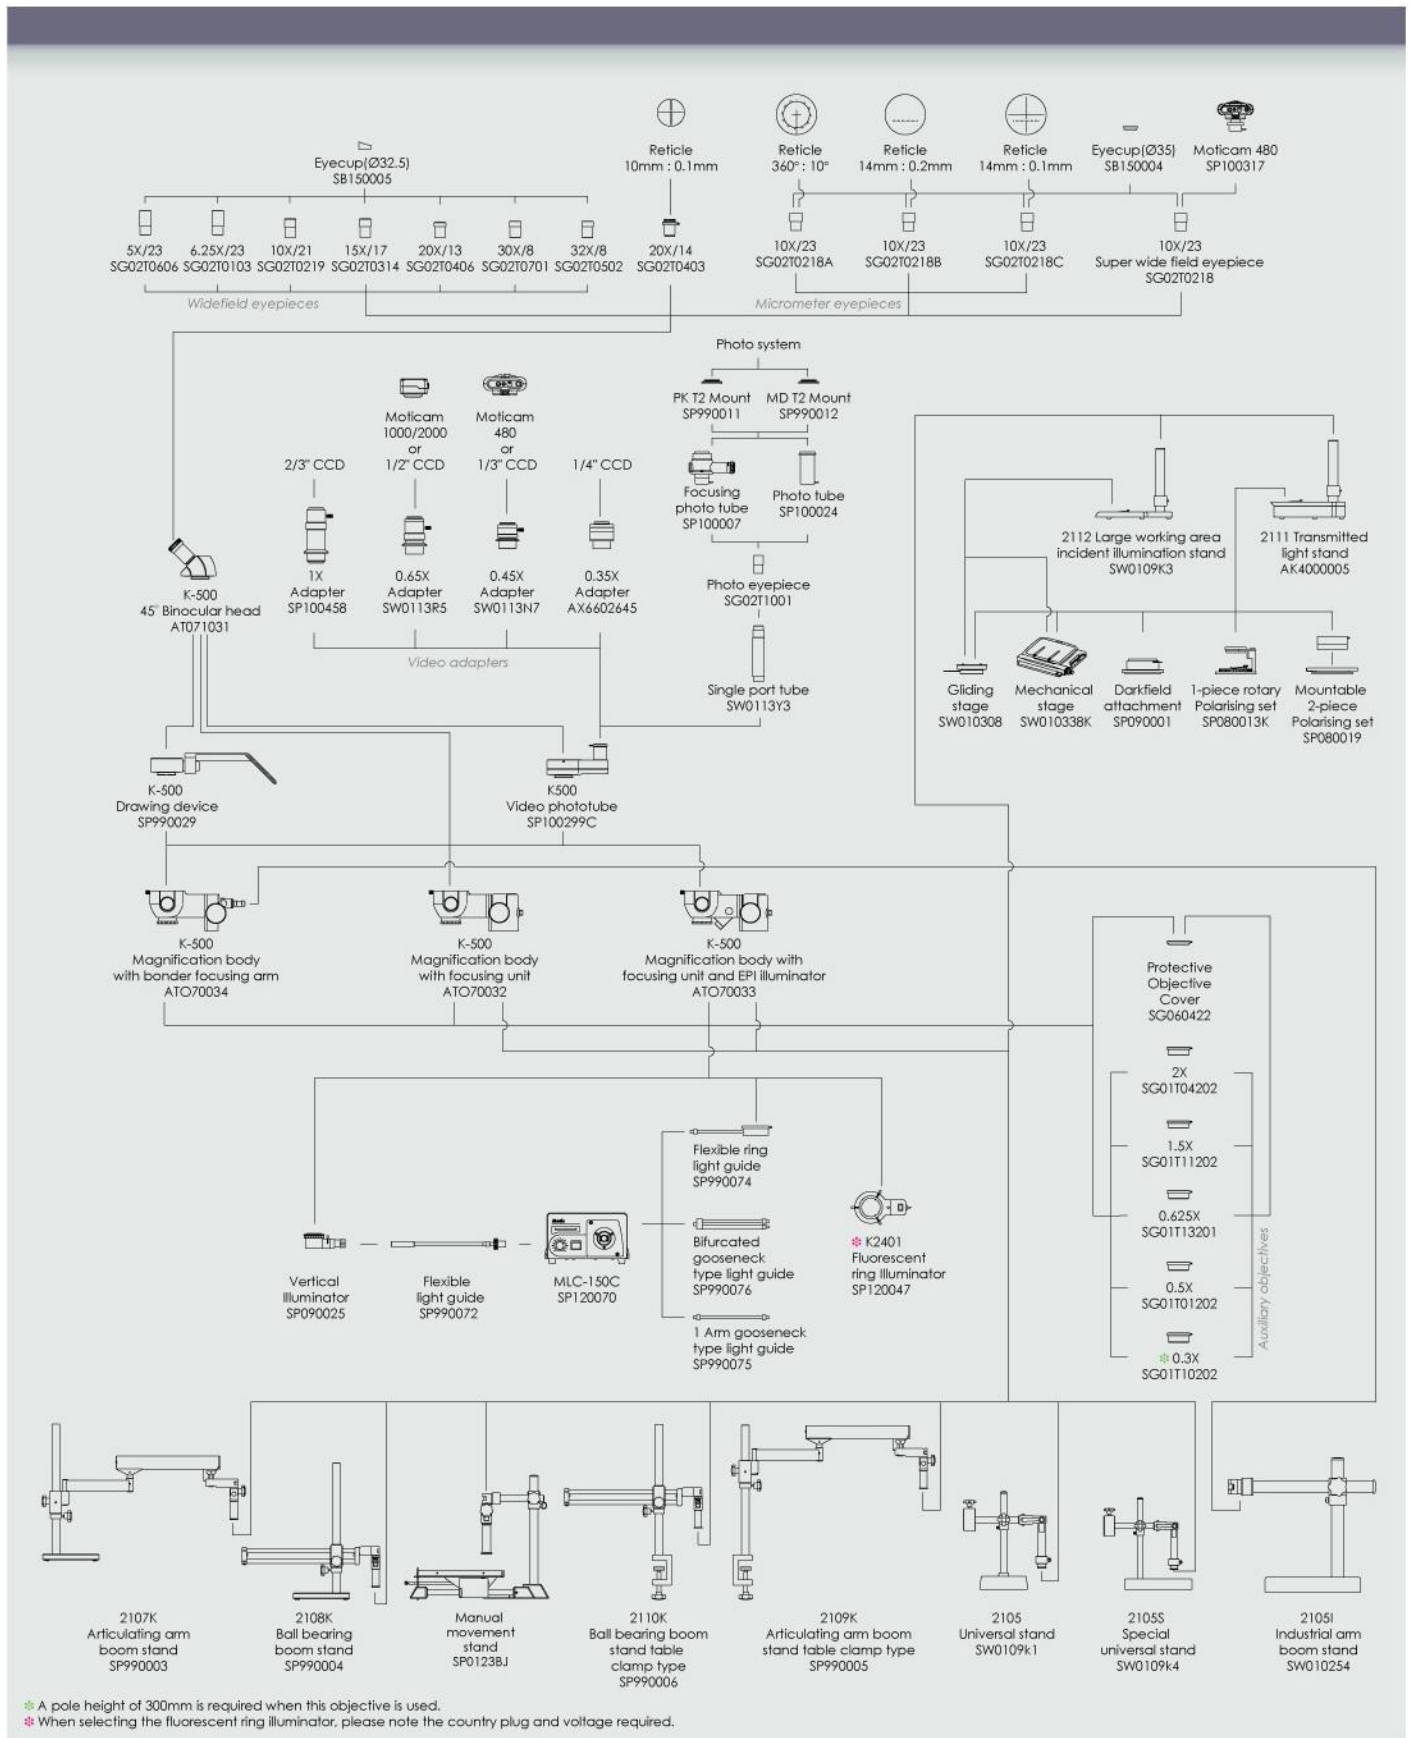 Eyecup(Ø32.5)
SB150005
Reticle
10mm : 0.1mm
Reticle
360° : 10°
Reticle
14mm : 0.2mm
Reticle
14mm : 0.1mm
Eyecup(Ø35)
SB150004
Moticam 480
SP100317
5X/23
SG02T0606
6.25X/23
SG02T0103
10X/21
SG02T0219
15X/17
SG02T0314
20X/13
SG02T0406
30X/8
SG02T0701
32X/8
SG02T0502
20X/14
SG02T0403
10X/23
SG02T0218A
10X/23
SG02T0218B
10X/23
SG02T0218C
10X/23
Super wide field eyepiece
SG02T0218
Widefield eyepieces
Micrometer eyepieces
Photo system
PK T2 Mount
SP990011
MD T2 Mount
SP990012
Moticam
1000/2000
or
1/2" CCD
Moticam
480
or
1/3" CCD
2/3" CCD
1/4" CCD
Focusing
photo tube
SP100007
Photo tube
SP100024
1X
Adapter
SP100458
0.65X
Adapter
SW0113R5
0.45X
Adapter
SW0113N7
0.35X
Adapter
AX6602645
Video adapters
Photo eyepiece
SG02T1001
Single port tube
SW0113Y3
K-500
45° Binocular head
AT071031
2112 Large working area
incident illumination stand
SW0109K3
2111 Transmitted
light stand
AK4000005
Gliding
stage
SW010308
Mechanical
stage
SW010338K
Darkfield
attachment
SP090001
1-piece rotary
Polarising set
SP080013K
Mountable
2-piece
Polarising set
SP080019
K-500
Drawing device
SP990029
K500
Video phototube
SP100299C
K-500
Magnification body
with bonder focusing arm
ATO70034
K-500
Magnification body
with focusing unit
ATO70032
K-500
Magnification body with
focusing unit and EPI illuminator
ATO70033
Protective
Objective
Cover
SG060422
2X
SG01T04202
1.5X
SG01T11202
0.625X
SG01T13201
0.5X
SG01T01202
❇ 0.3X
SG01T10202
Auxiliary objectives
Flexible ring
light guide
SP990074
Bifurcated
gooseneck
type light guide
SP990076
1 Arm gooseneck
type light guide
SP990075
❇ K2401
Fluorescent
ring Illuminator
SP120047
Vertical
Illuminator
SP090025
Flexible
light guide
SP990072
MLC-150C
SP120070
2107K
Articulating arm
boom stand
SP990003
2108K
Ball bearing
boom stand
SP990004
Manual
movement
stand
SP0123BJ
2110K
Ball bearing boom
stand table
clamp type
SP990006
2109K
Articulating arm boom
stand table clamp type
SP990005
2105
Universal stand
SW0109k1
2105S
Special
universal stand
SW0109k4
2105I
Industrial arm
boom stand
SW010254
❇ A pole height of 300mm is required when this objective is used.
❇ When selecting the fluorescent ring illuminator, please note the country plug and voltage required.